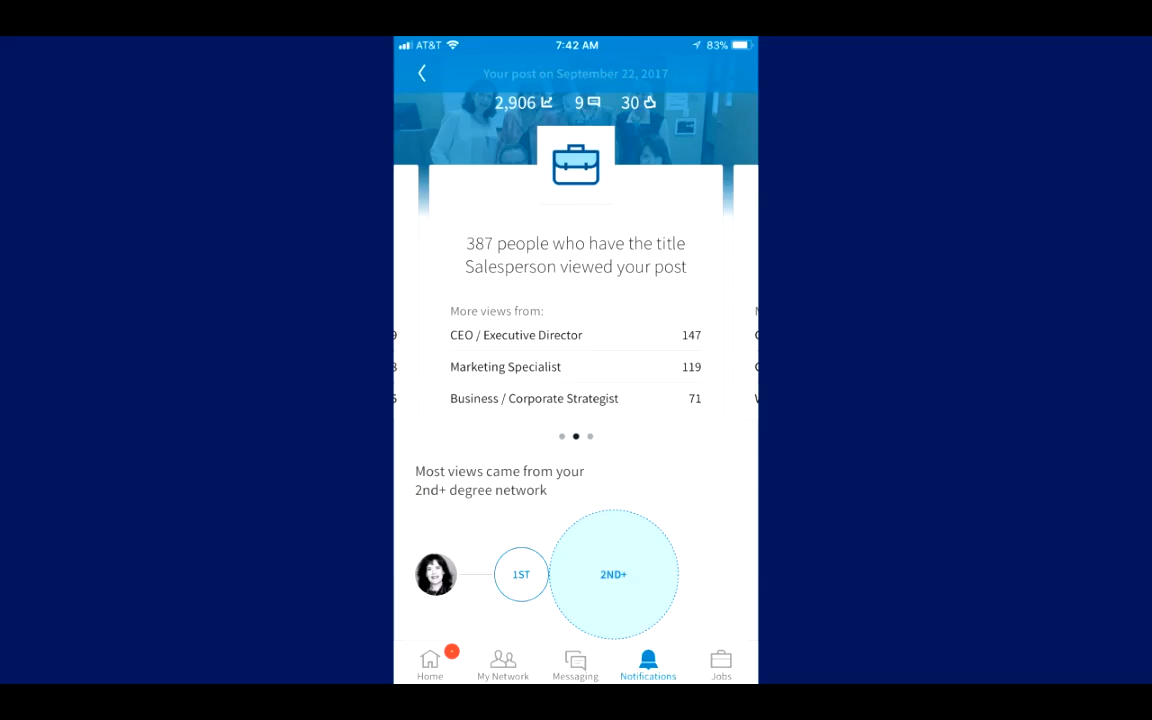 AT&T 7:42 AM 83%
Your post on September 22, 2017
2,906 9 30
387 people who have the title
Salesperson viewed your post
More views from:
CEO / Executive Director 147
Marketing Specialist 119
Business / Corporate Strategist 71
Most views came from your
2nd+ degree network
1ST 2ND+
Home My Network Messaging Notifications Jobs